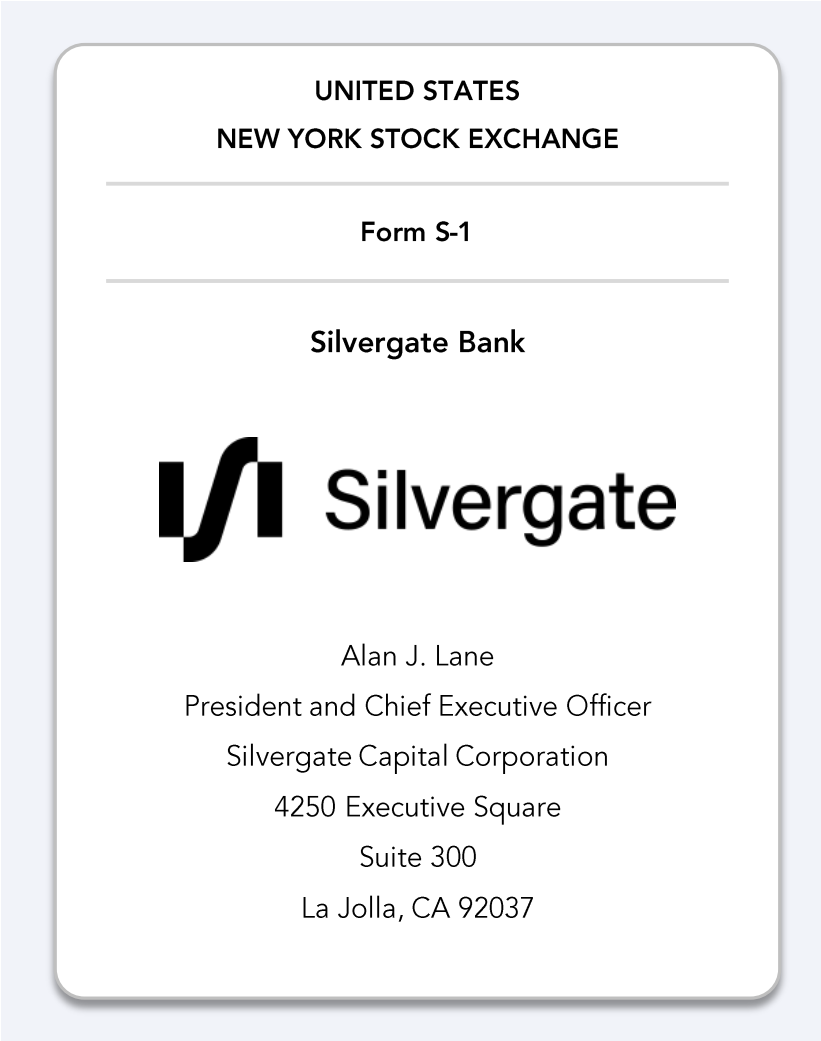 UNITED STATES
NEW YORK STOCK EXCHANGE
Form S-1
Silvergate Bank
Silvergate
Alan J. Lane
President and Chief Executive Officer
Silvergate Capital Corporation
4250 Executive Square
Suite 300
La Jolla, CA 92037